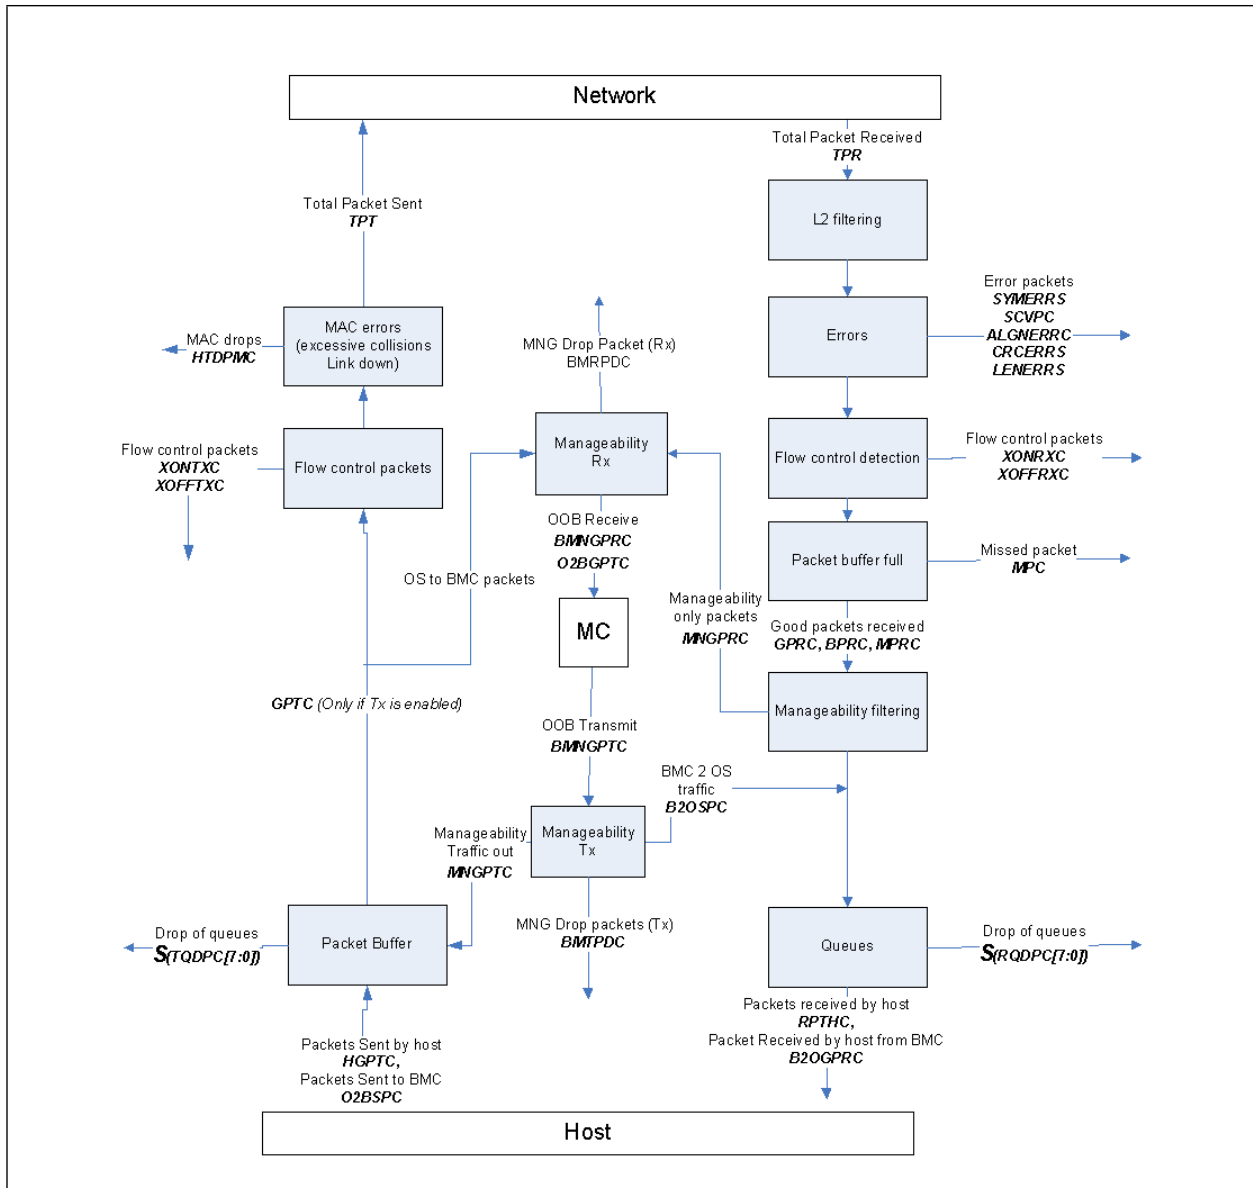 Network
Total Packet Received
TPR
L2 filtering
Total Packet Sent
TPT
Error packets
SYMERRS
SCVPC
ALGNERRC
CRCERRS
LENERRS
Errors
MAC errors
(excessive collisions
Link down)
MAC drops
HTDPMC
MNG Drop Packet (Rx)
BMRPDC
Manageability
Rx
Flow control packets
XONTXC
XOFFTXC
Flow control packets
Flow control detection
Flow control packets
XONRXC
XOFFRXC
OOB Receive
BMNGPRC
O2BGPTC
OS to BMC packets
Packet buffer full
Missed packet
MPC
Manageability
only packets
MNGPRC
MC
Good packets received
GPRC, BPRC, MPRC
GPTC (Only if Tx is enabled)
Manageability filtering
OOB Transmit
BMNGPTC
BMC 2 OS
traffic
B2OSPC
Manageability
Tx
Manageability
Traffic out
MNGPTC
MNG Drop packets (Tx)
BMTPDC
Packet Buffer
Drop of queues
S(TQDPC[7:0])
Queues
Drop of queues
S(RQDPC[7:0])
Packets received by host
RPTHC,
Packet Received by host from BMC
B2OGPRC
Packets Sent by host
HGPTC,
Packets Sent to BMC
O2BSPC
Host